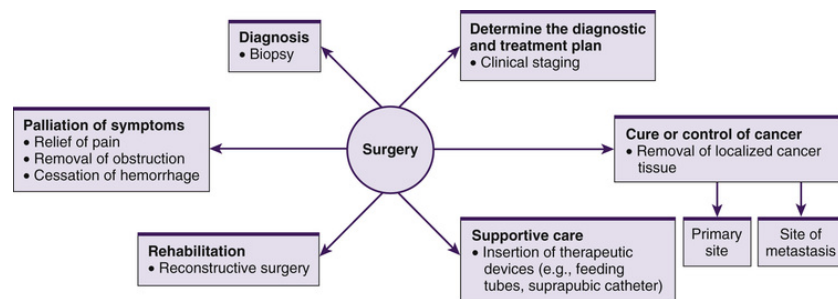 Diagnosis
• Biopsy
Determine the diagnostic
and treatment plan
• Clinical staging
Palliation of symptoms
• Relief of pain
• Removal of obstruction
• Cessation of hemorrhage
Surgery
Cure or control of cancer
• Removal of localized cancer
tissue
Primary
site
Site of
metastasis
Rehabilitation
• Reconstructive surgery
Supportive care
• Insertion of therapeutic
devices (e.g., feeding
tubes, suprapubic catheter)